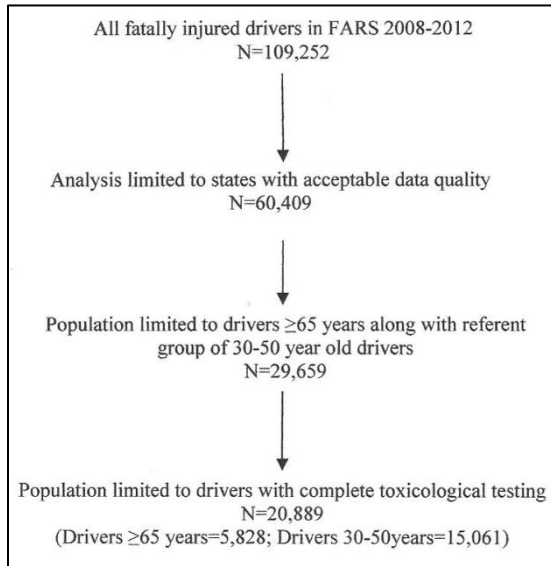 All fatally injured drivers in FARS 2008-2012
N=109,252
Analysis limited to states with acceptable data quality
N=60,409
Population limited to drivers ≥65 years along with referent
group of 30-50 year old drivers
N=29,659
Population limited to drivers with complete toxicological testing
N=20,889
(Drivers ≥65 years=5,828; Drivers 30-50years=15,061)